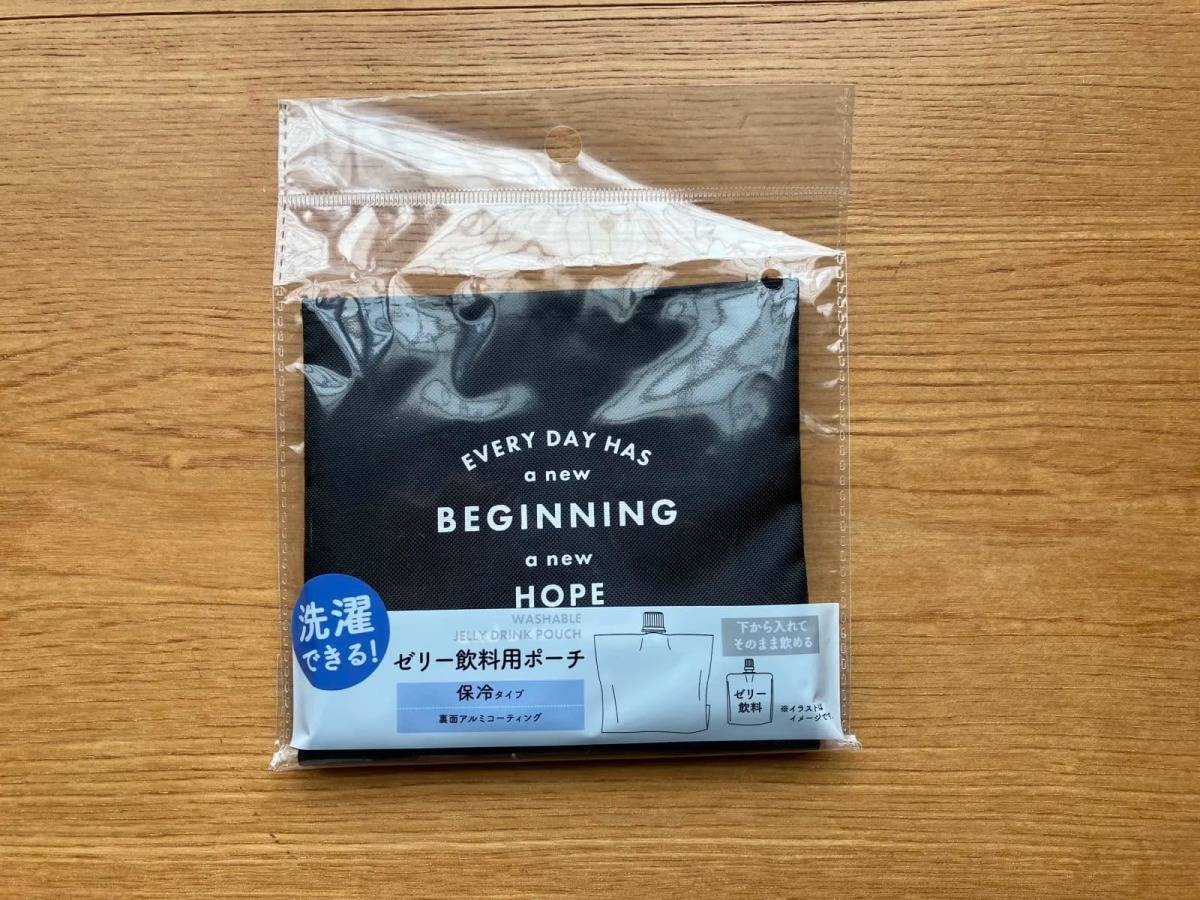 EVERY DAY HAS
a new
BEGINNING
a new
HOPE
洗濯
できる!
WASHABLE
JELLY DRINK POUCH
ゼリー飲料用ポーチ
保冷タイプ
裏面アルミコーティング
下から入れて
そのまま飲める
ゼリー
飲料
※イラストは
イメージです。